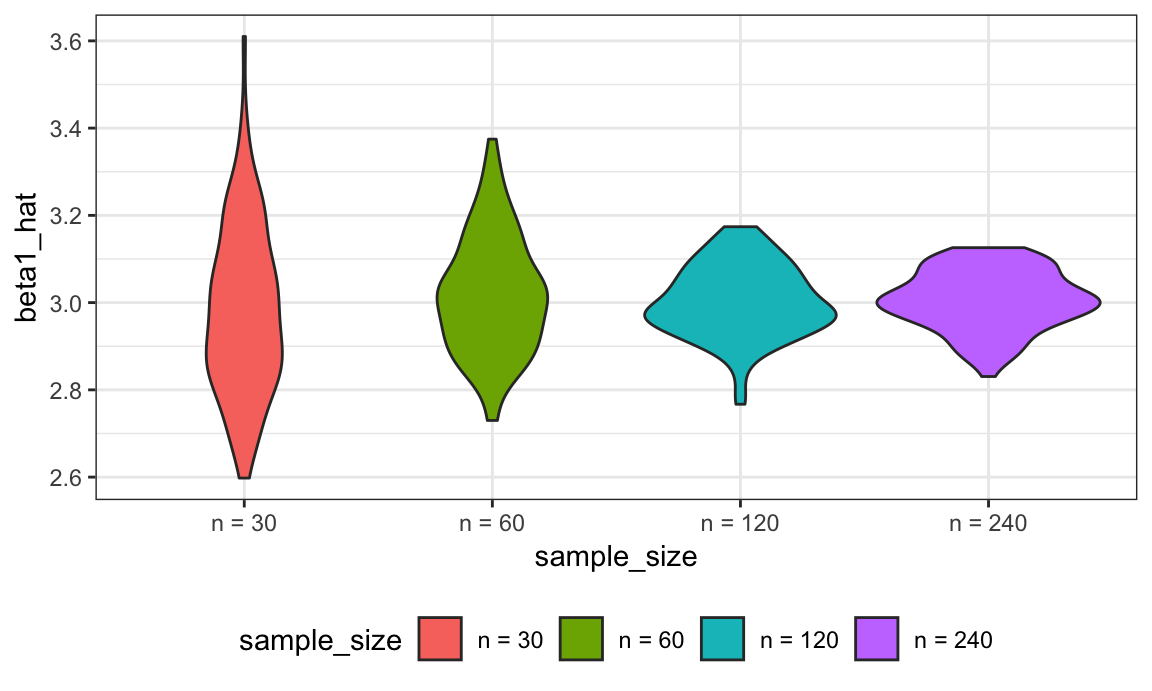 beta1_hat
3.6
3.4
3.2
3.0
2.8
2.6
n = 30 n = 60 n = 120 n = 240
sample_size
sample_size n = 30 n = 60 n = 120 n = 240